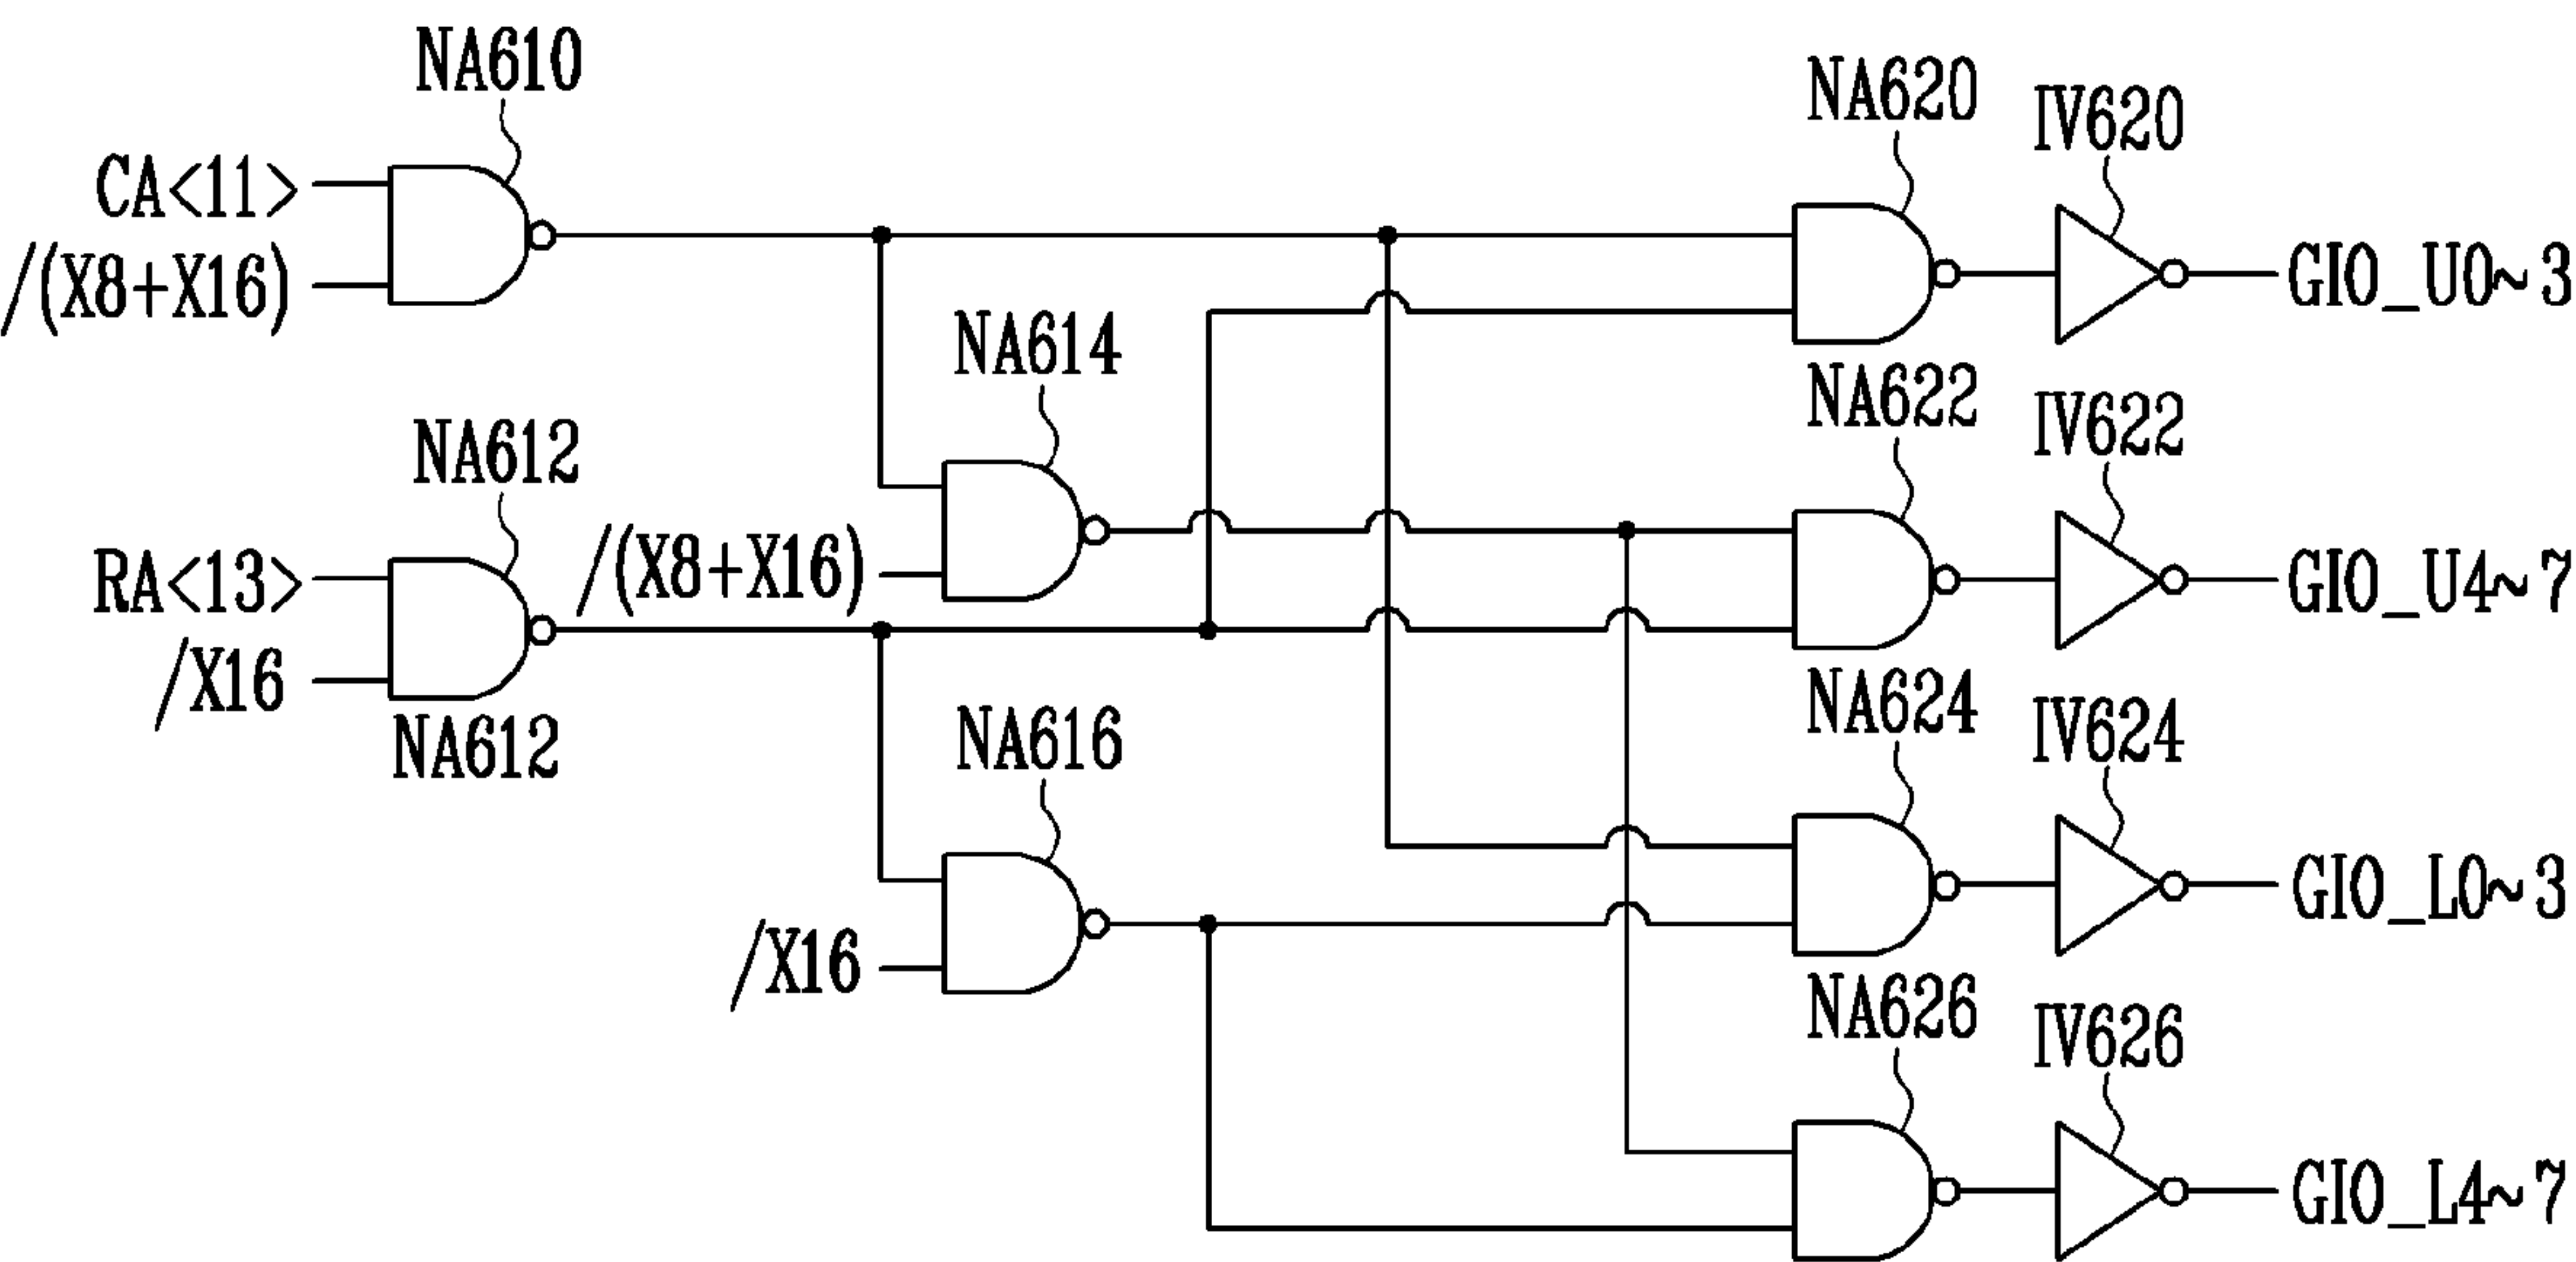 NA610
CA<11>
/(X8+X16)
NA612
RA<13>
/X16
NA612
NA614
/(X8+X16)
NA616
/X16
NA620
IV620
GIO_U0~3
NA622
IV622
GIO_U4~7
NA624
IV624
GIO_L0~3
NA626
IV626
GIO_L4~7